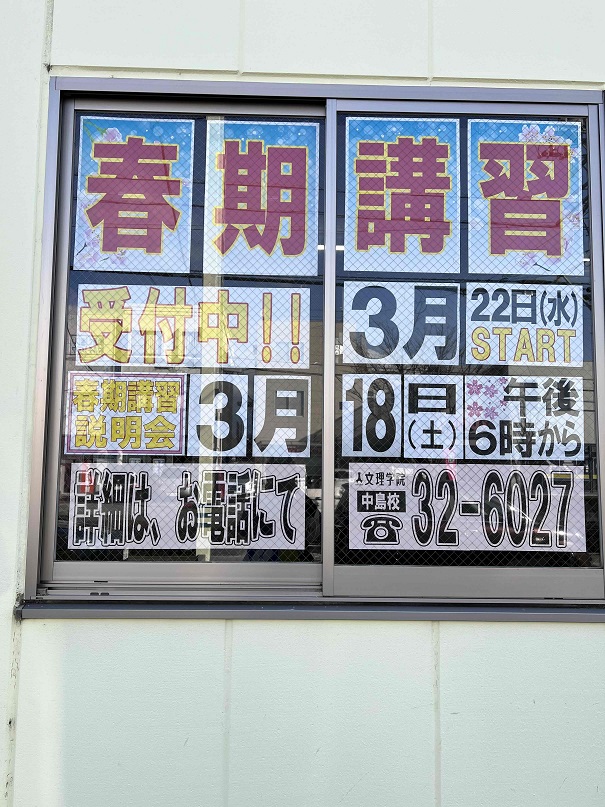 春期講習
受付中!! 3月22日(水)START
春期講習説明会 3月18日(土)午後6時から
詳細は、お電話にて
人文理学院
中島校
☎32-6027